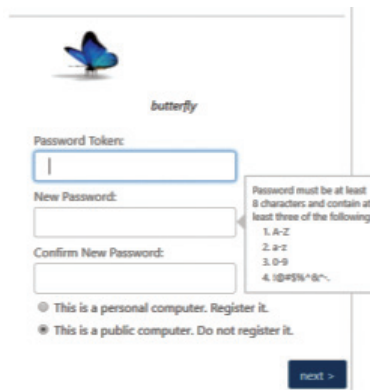 butterfly
Password Token:
New Password:
Password must be at least
8 characters and contain at
least three of the following
1. A-Z
2. a-z
3. 0-9
4. !@#$%^&*~.
Confirm New Password:
This is a personal computer. Register it.
This is a public computer. Do not register it.
next >